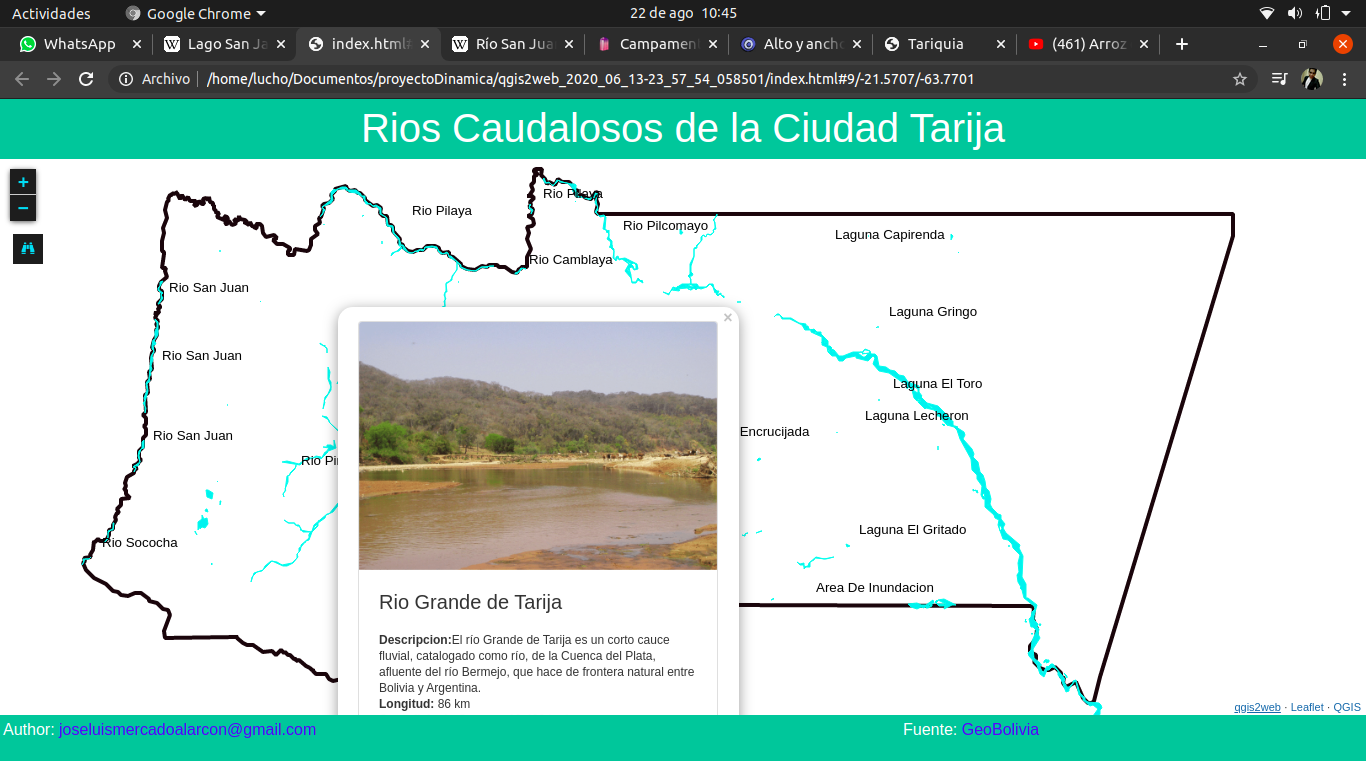 Actividades
Google Chrome
22 de ago 10:45
WhatsApp
Lago San Ja
index.html#
Río San Jua
Campamen
Alto y anch
Tariquia
(461) Arroz
Archivo
/home/lucho/Documentos/proyectoDinamica/qgis2web_2020_06_13-23_57_54_058501/index.html#9/-21.5707/-63.7701
Rios Caudalosos de la Ciudad Tarija
+
−
Rio Pilaya
Rio Pilaya
Rio Pilcomayo
Laguna Capirenda
Rio Camblaya
Rio San Juan
Laguna Gringo
Rio San Juan
Laguna El Toro
Laguna Lecheron
Rio San Juan
Encrucijada
Rio Pi
Laguna El Gritado
Rio Sococha
Area De Inundacion
×
Rio Grande de Tarija
Descripcion:El río Grande de Tarija es un corto cauce
fluvial, catalogado como río, de la Cuenca del Plata,
afluente del río Bermejo, que hace de frontera natural entre
Bolivia y Argentina.
Longitud: 86 km
qgis2web · Leaflet · QGIS
Author: joseluismercadoalarcon@gmail.com
Fuente: GeoBolivia